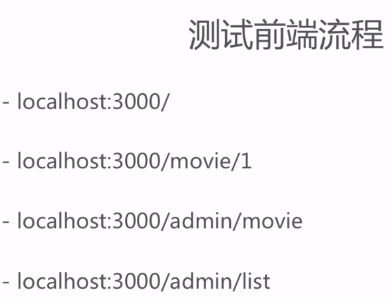 测试前端流程
- localhost:3000/
- localhost:3000/movie/1
- localhost:3000/admin/movie
- localhost:3000/admin/list